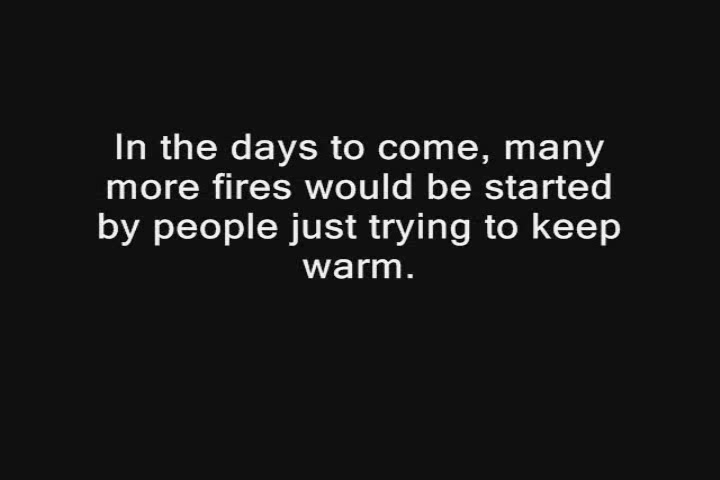 In the days to come, many
more fires would be started
by people just trying to keep
warm.